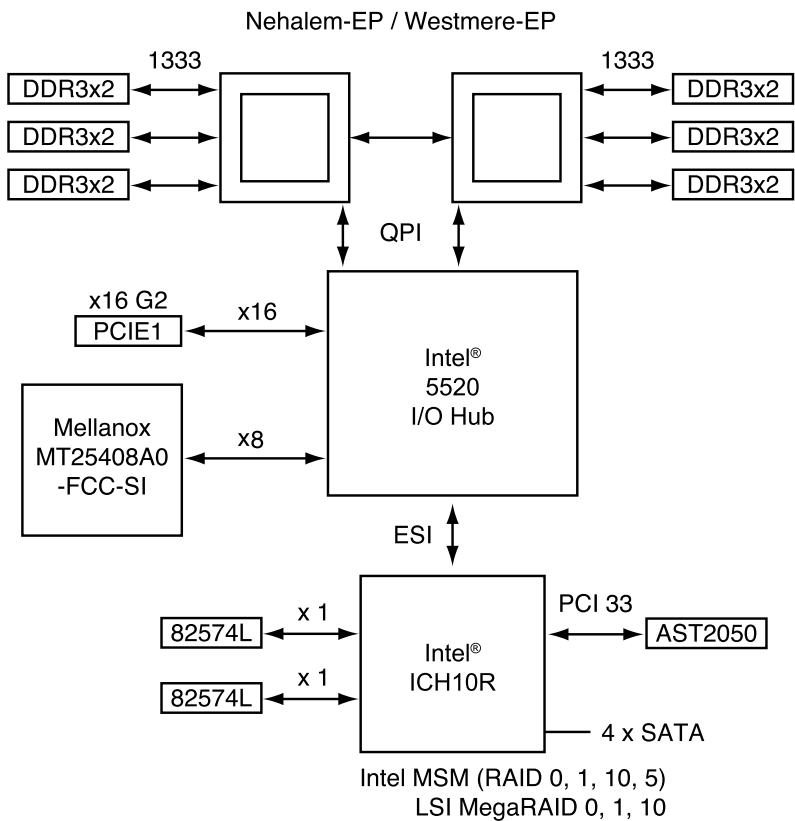 Nehalem-EP / Westmere-EP
1333
1333
DDR3x2
DDR3x2
DDR3x2
DDR3x2
DDR3x2
DDR3x2
QPI
x16 G2
PCIE1
x16
Intel®
5520
I/O Hub
Mellanox
MT25408A0
-FCC-SI
x8
ESI
82574L
x 1
82574L
x 1
Intel®
ICH10R
PCI 33
AST2050
4 x SATA
Intel MSM (RAID 0, 1, 10, 5)
LSI MegaRAID 0, 1, 10